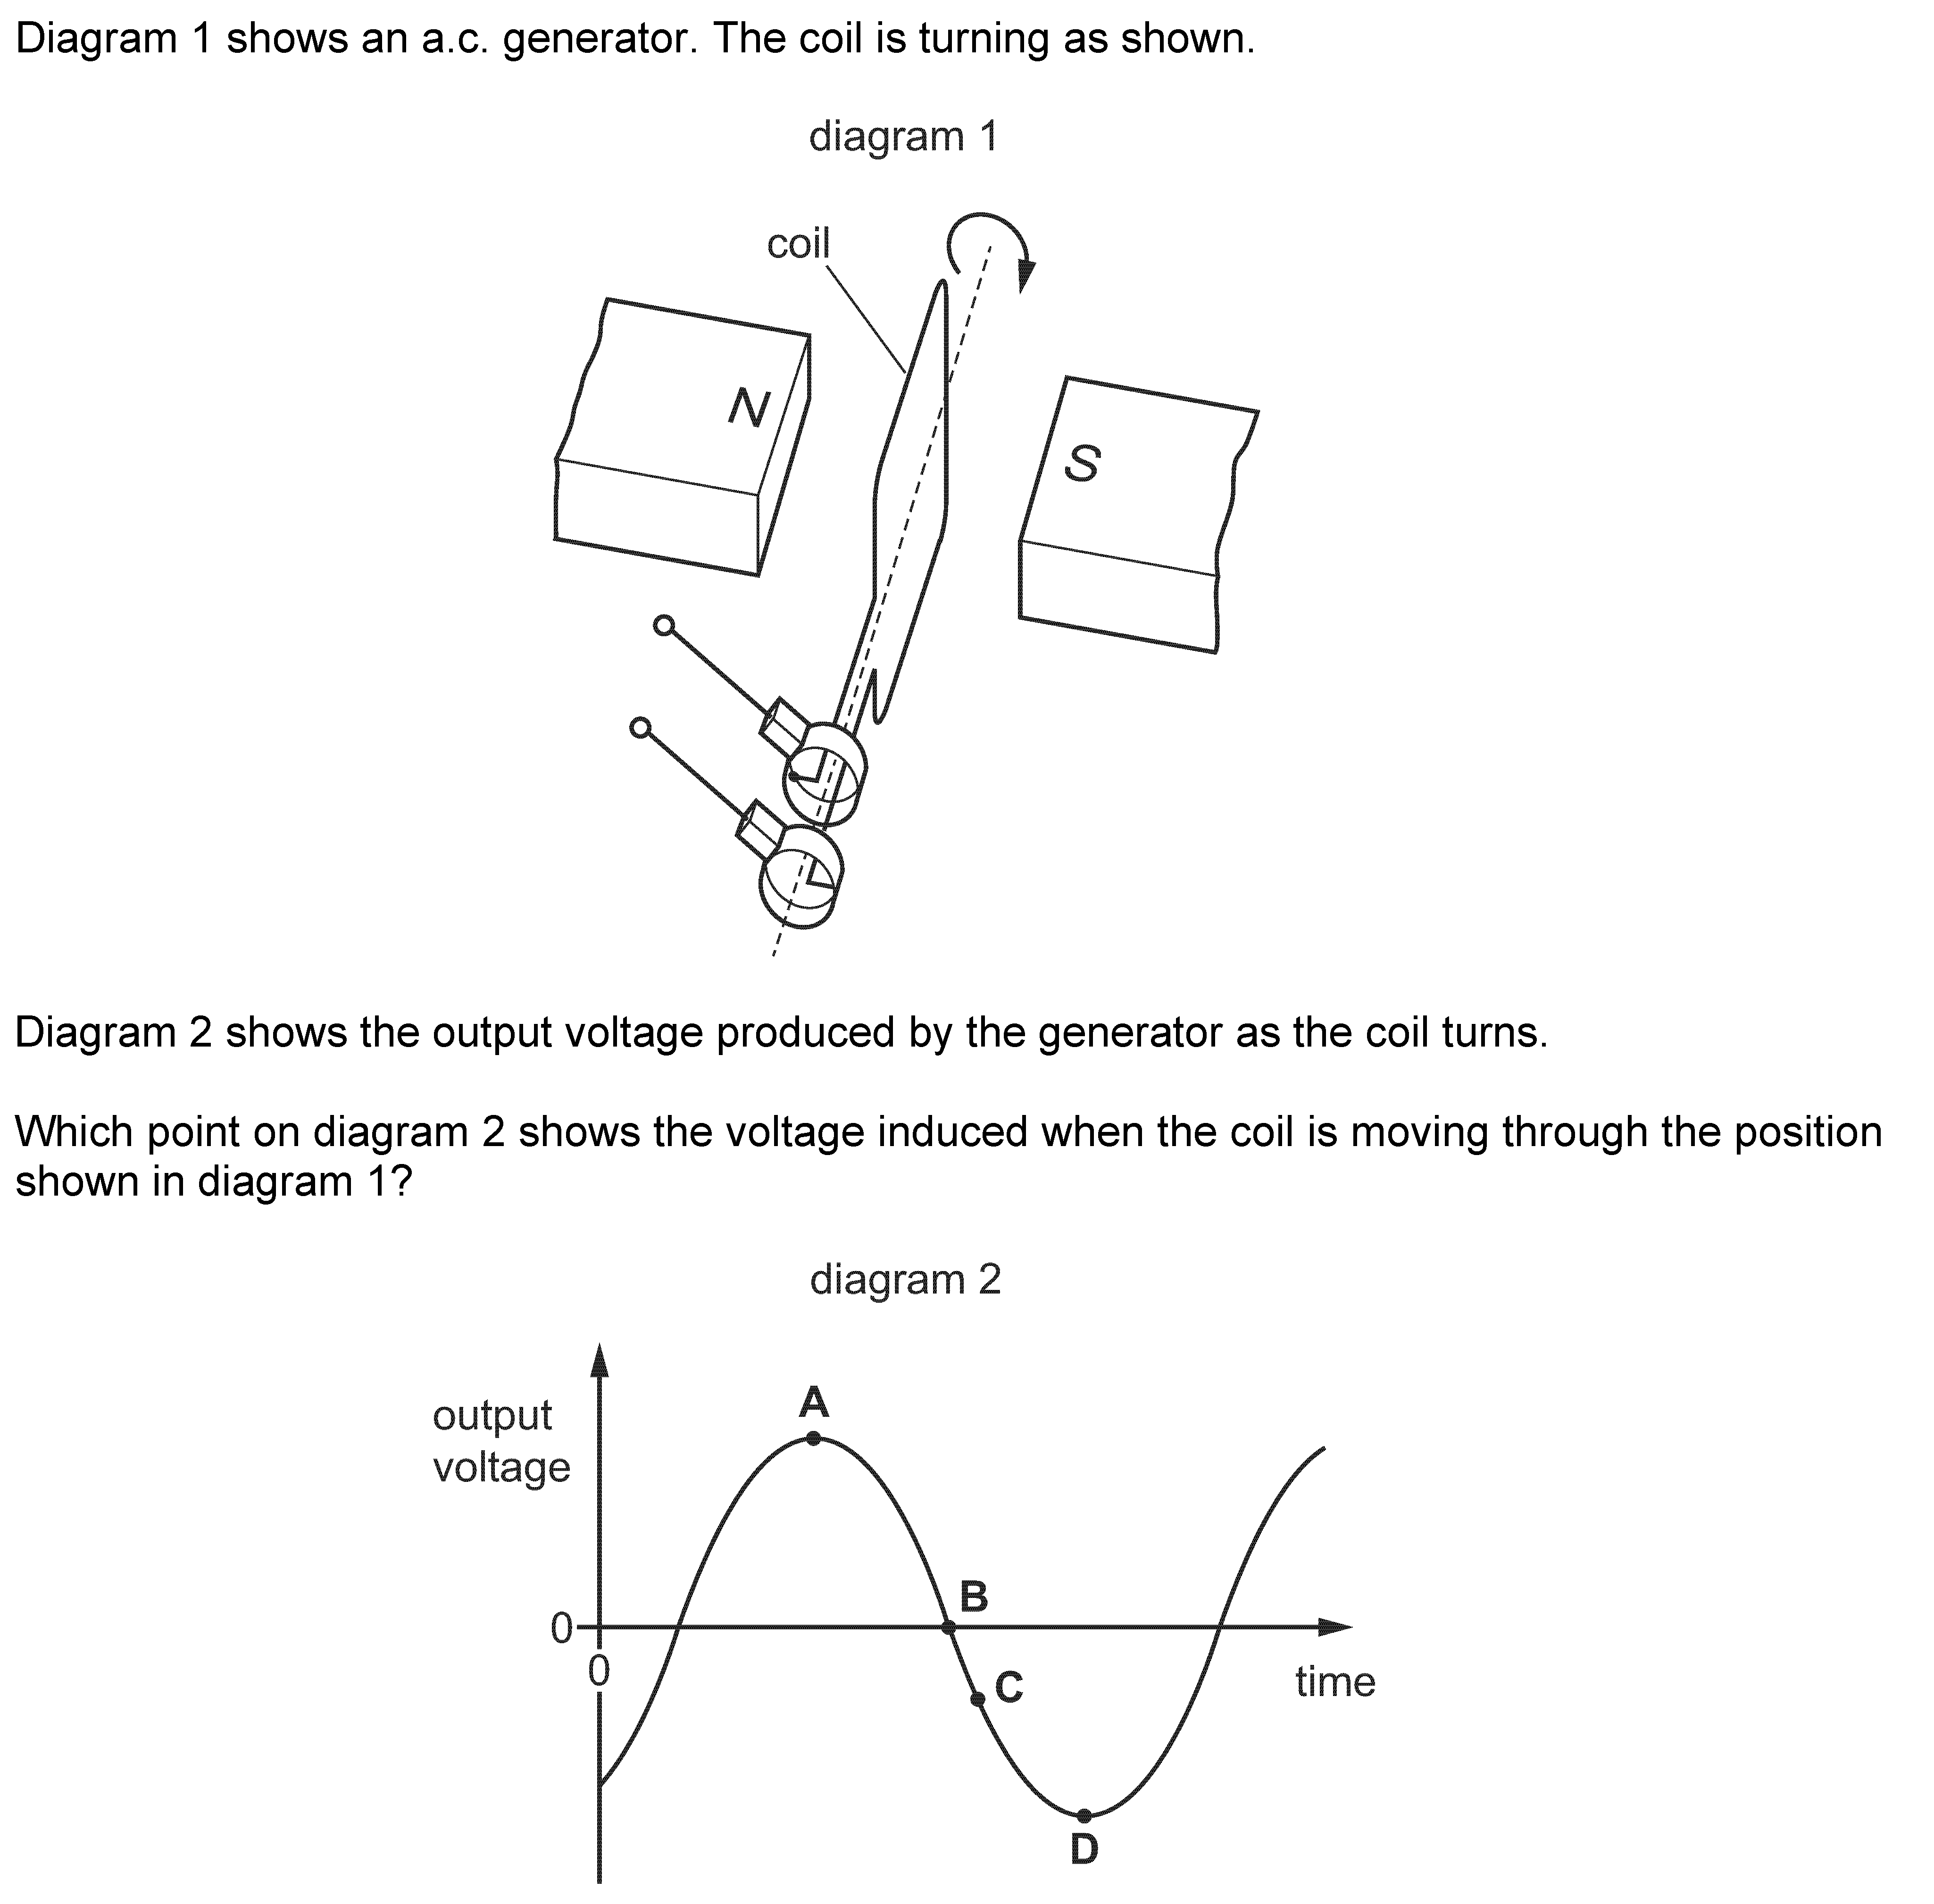 Diagram 1 shows an a.c. generator. The coil is turning as shown.
diagram 1
coil
N
S
Diagram 2 shows the output voltage produced by the generator as the coil turns.
Which point on diagram 2 shows the voltage induced when the coil is moving through the position
shown in diagram 1?
diagram 2
output
voltage
A
B
0
0
C
time
D